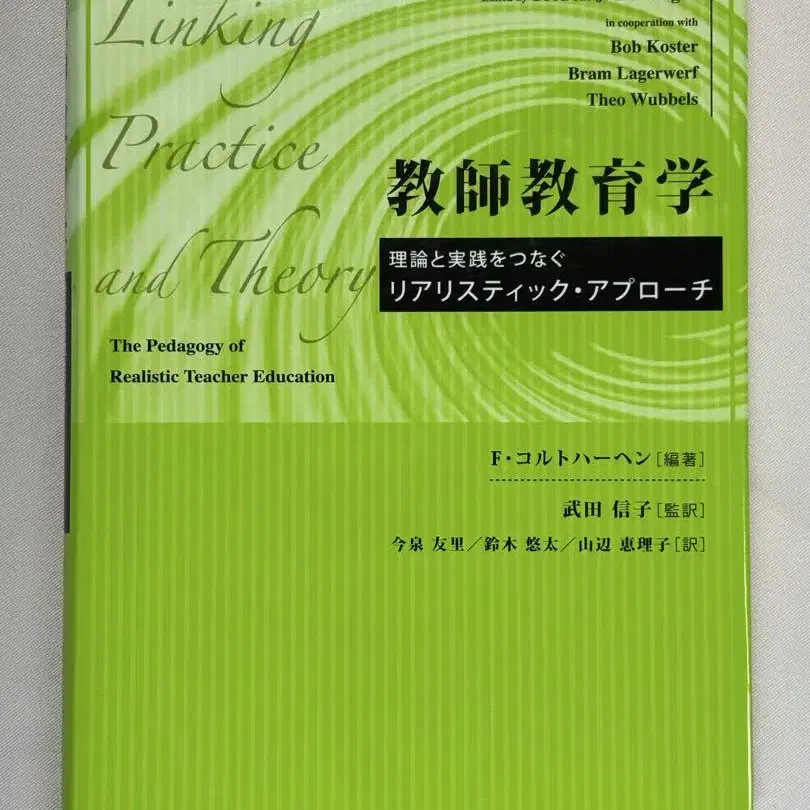 in cooperation with
Bob Koster
Bram Lagerwerf
Theo Wubbels
Linking
Practice
and Theory
教師教育学
理論と実践をつなぐ
リアリスティック・アプローチ
The Pedagogy of
Realistic Teacher Education
F・コルトハーヘン[編著]
武田 信子[監訳]
今泉 友里／鈴木 悠太／山辺 恵理子[訳]